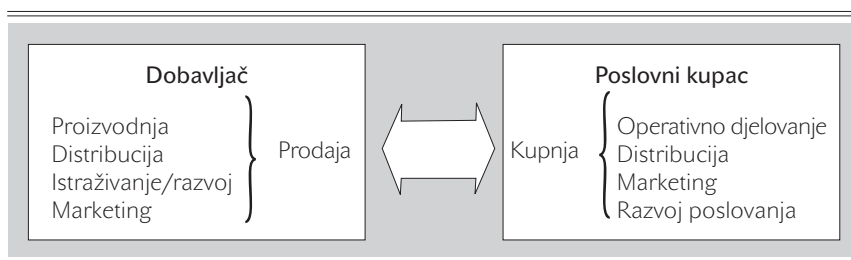 Dobavljač
Proizvodnja
Distribucija
Istraživanje/razvoj
Marketing
Prodaja
Poslovni kupac
Kupnja
Operativno djelovanje
Distribucija
Marketing
Razvoj poslovanja